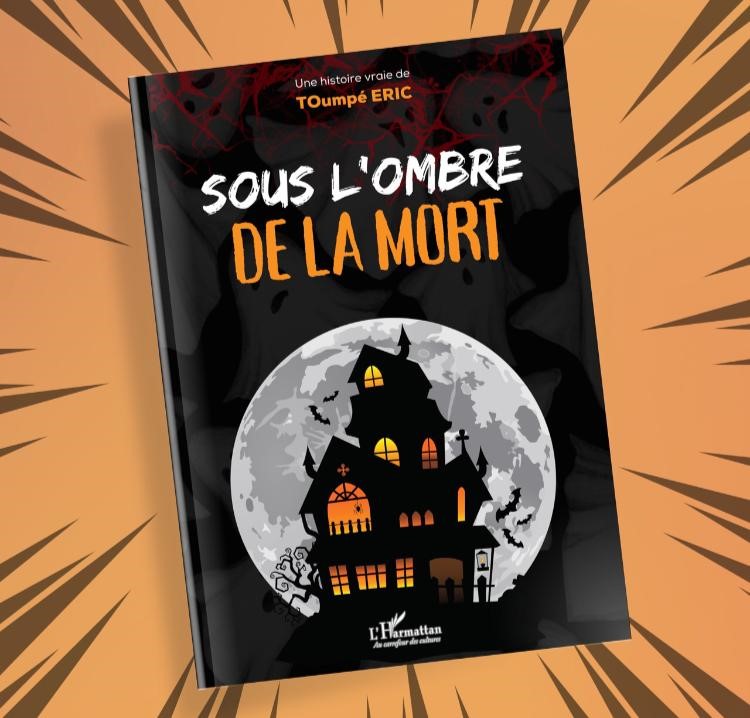 Une histoire vraie de
TOumpé ERIC
SOUS L'OMBRE
DE LA MORT
L'Harmattan
Au carrefour des cultures